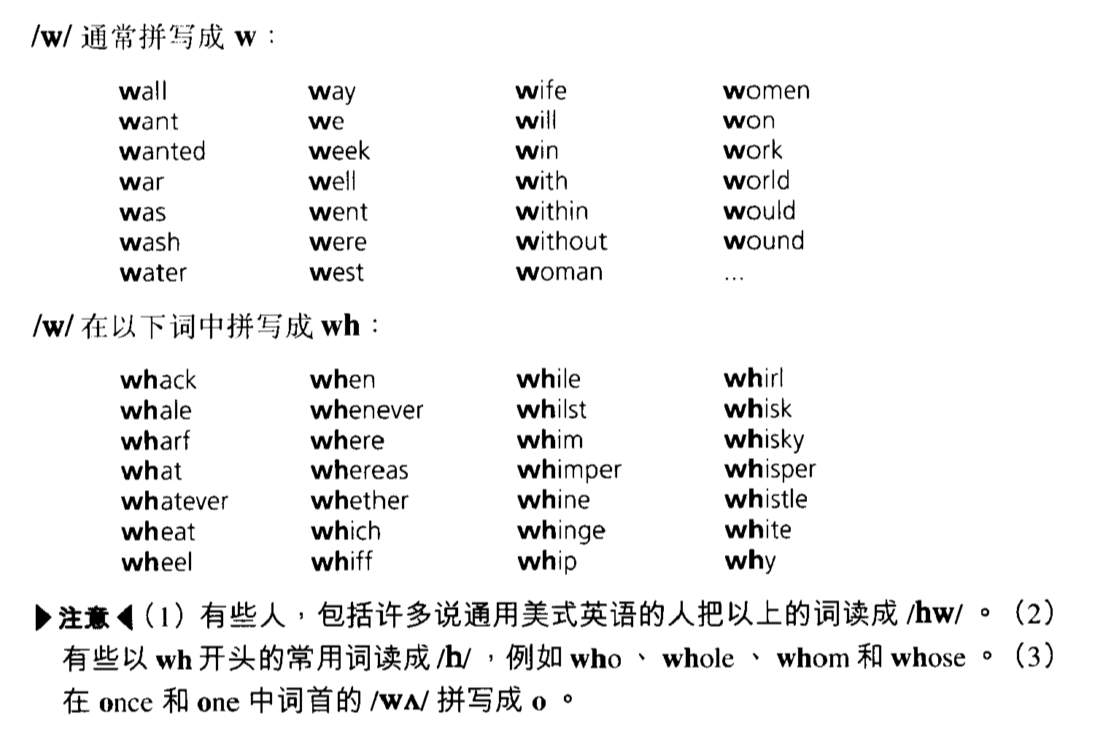 /w/ 通常拼写成 w：
wall way wife women
want we will won
wanted week win work
war well with world
was went within would
wash were without wound
water west woman ...
/w/ 在以下词中拼写成 wh：
whack when while whirl
whale whenever whilst whisk
wharf where whim whisky
what whereas whimper whisper
whatever whether whine whistle
wheat which whinge white
wheel whiff whip why
▶注意◀（1）有些人，包括许多说通用美式英语的人把以上的词读成 /hw/ 。（2）
有些以 wh 开头的常用词读成 /h/ ，例如 who 、 whole 、 whom 和 whose 。（3）
在 once 和 one 中词首的 /wʌ/ 拼写成 o 。